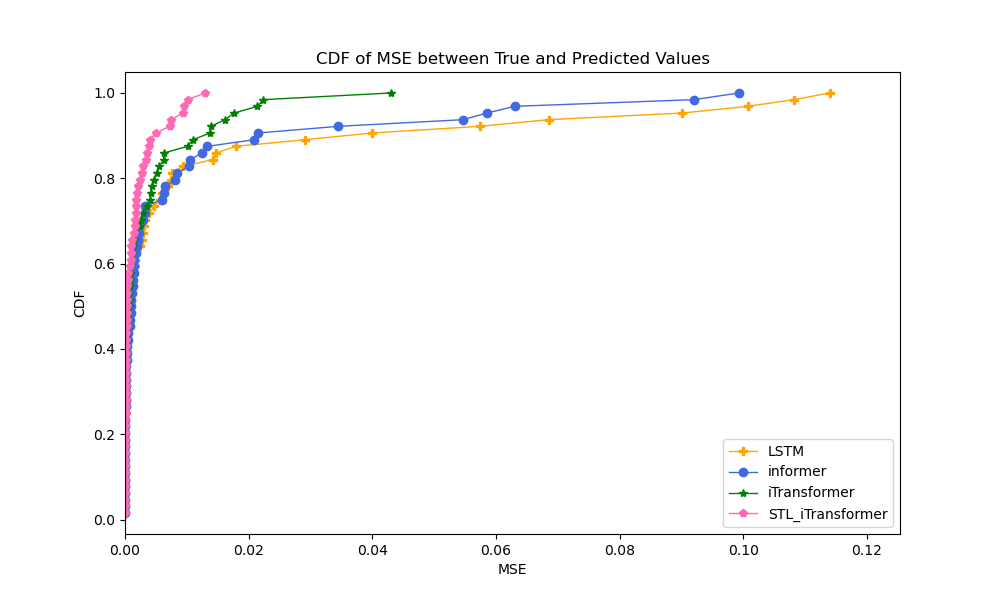 CDF of MSE between True and Predicted Values
1.0
0.8
0.6
0.4
0.2
0.0
CDF
0.00 0.02 0.04 0.06 0.08 0.10 0.12
MSE
LSTM
informer
iTransformer
STL_iTransformer